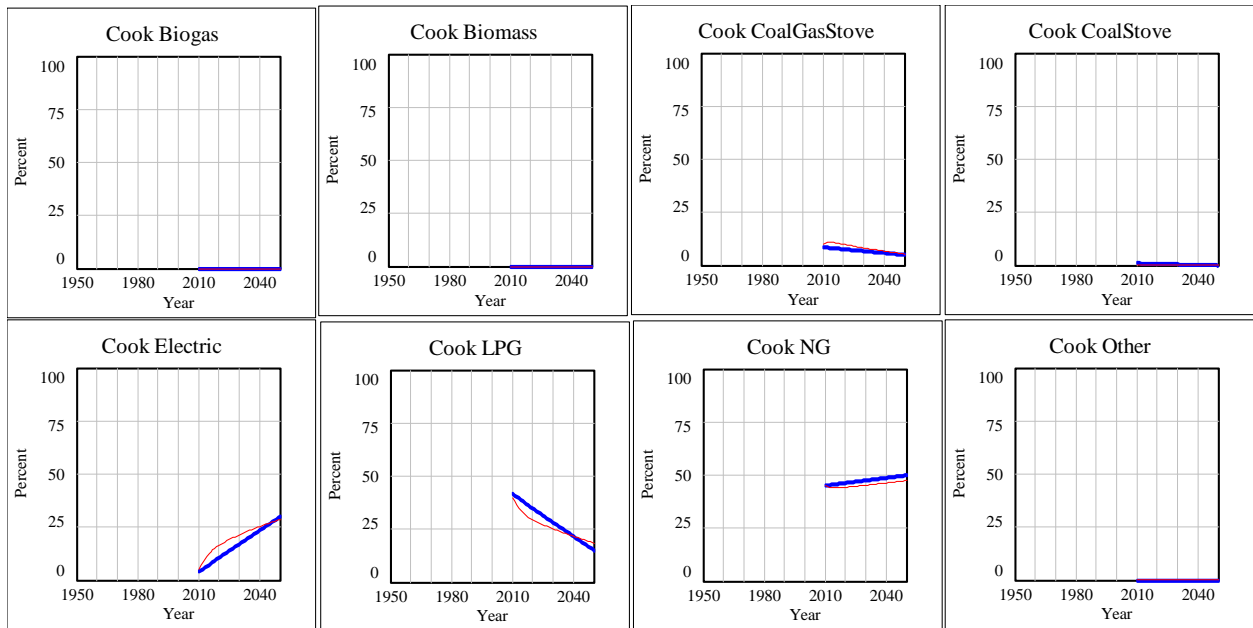 Cook Biogas
100
75
50
25
0
Percent
1950 1980 2010 2040
Year
Cook Biomass
100
75
50
25
0
Percent
1950 1980 2010 2040
Year
Cook CoalGasStove
100
75
50
25
0
Percent
1950 1980 2010 2040
Year
Cook CoalStove
100
75
50
25
0
Percent
1950 1980 2010 2040
Year
Cook Electric
100
75
50
25
0
Percent
1950 1980 2010 2040
Year
Cook LPG
100
75
50
25
0
Percent
1950 1980 2010 2040
Year
Cook NG
100
75
50
25
0
Percent
1950 1980 2010 2040
Year
Cook Other
100
75
50
25
0
Percent
1950 1980 2010 2040
Year